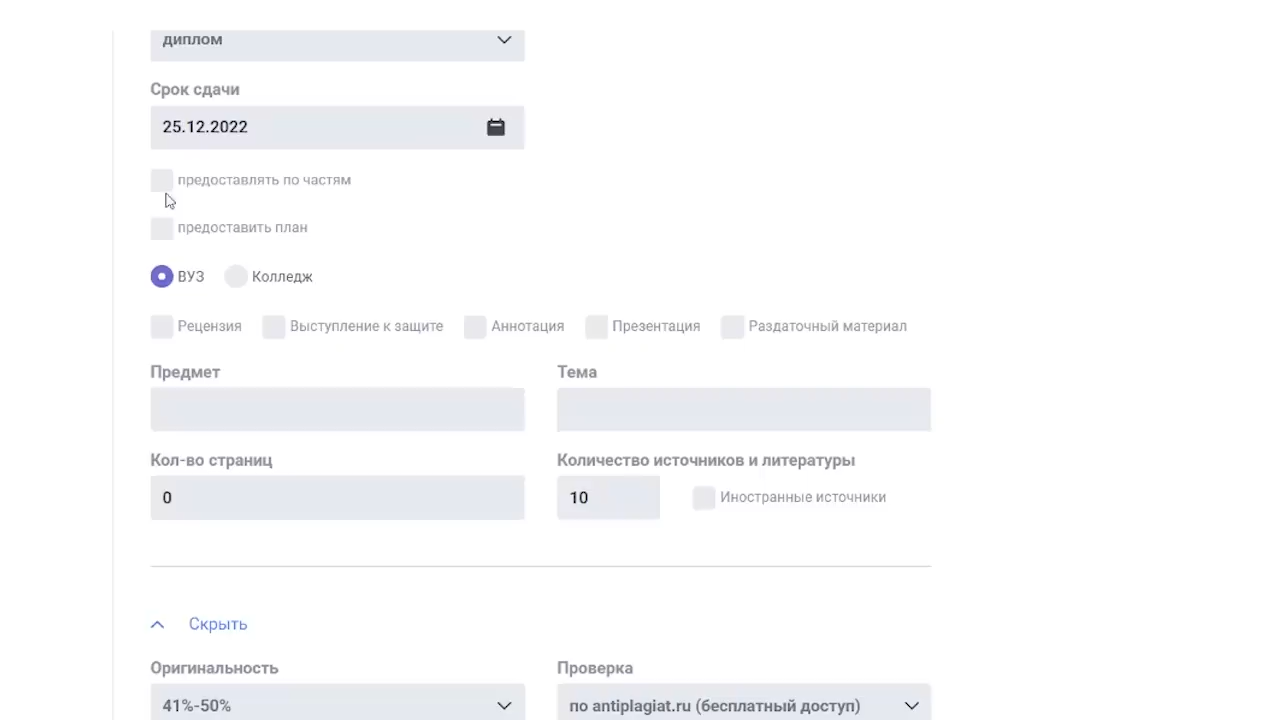 диплом
Срок сдачи
25.12.2022
предоставлять по частям
предоставить план
ВУЗ Колледж
Рецензия Выступление к защите Аннотация Презентация Раздаточный материал
Предмет Тема
Кол-во страниц Количество источников и литературы
0 10 Иностранные источники
Скрыть
Оригинальность Проверка
41%-50% по antiplagiat.ru (бесплатный доступ)